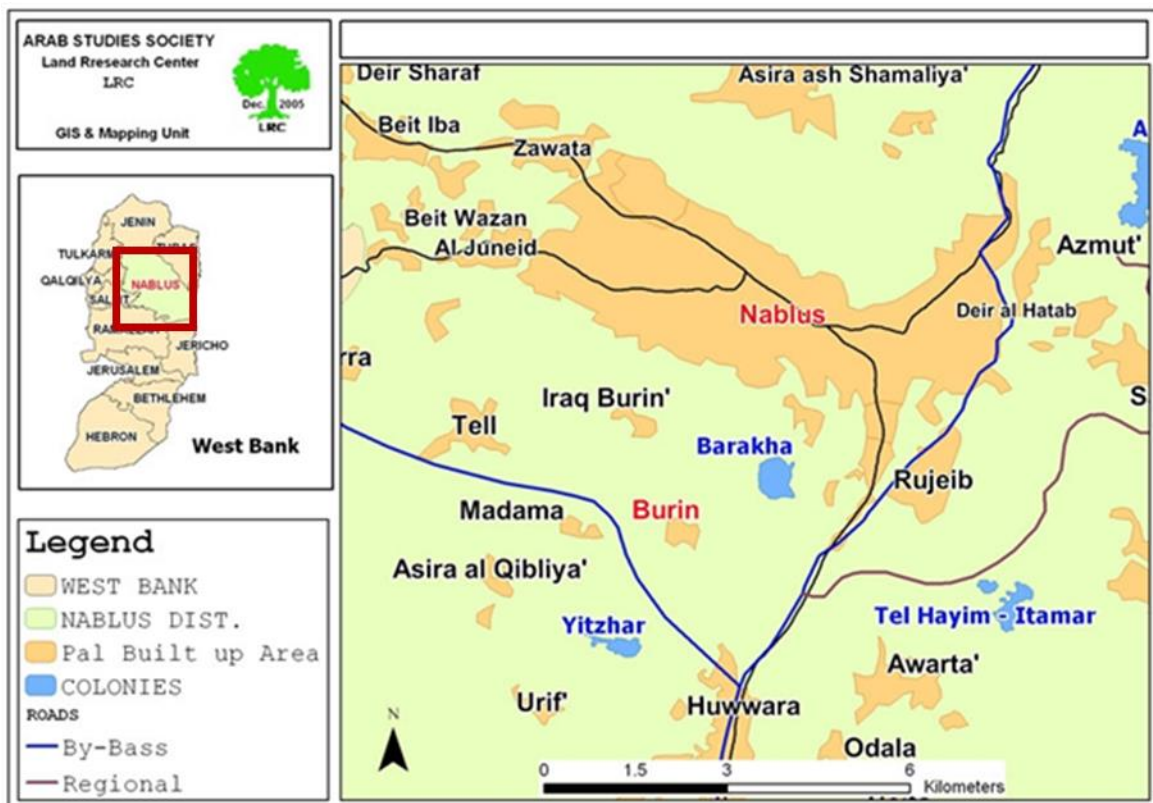 ARAB STUDIES SOCIETY
Land Rresearch Center
LRC
Dec. 2005
LRC
GIS & Mapping Unit
JENIN
TULKARM
QALQILYA
NABLUS
JERICHO
JERUSALEM
BETHLEHEM
HEBRON
West Bank
Legend
WEST BANK
NABLUS DIST.
Pal Built up Area
COLONIES
ROADS
By-Bass
Regional
Deir Sharaf
Asira ash Shamaliya'
Beit Iba
Zawata
A
Beit Wazan
Al Juneid
Azmut'
Nablus
Deir al Hatab
rra
Iraq Burin'
S
Tell
Barakha
Rujeib
Madama
Burin
Asira al Qibliya'
Yitzhar
Tel Hayim - Itamar
Awarta'
Urif'
Huwwara
Odala
N
0 1.5 3 6
Kilometers